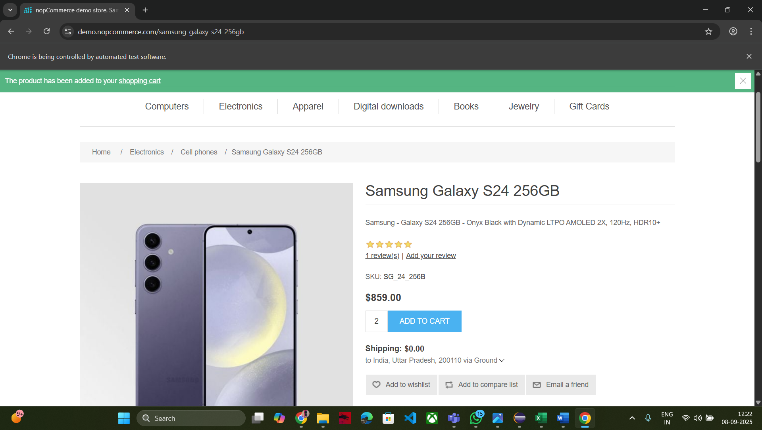 nopCommerce demo store. Sam
demo.nopcommerce.com/samsung-galaxy-s24-256gb
Chrome is being controlled by automated test software.
The product has been added to your shopping cart
Computers Electronics Apparel Digital downloads Books Jewelry Gift Cards
Home / Electronics / Cell phones / Samsung Galaxy S24 256GB
Samsung Galaxy S24 256GB
Samsung - Galaxy S24 256GB - Onyx Black with Dynamic LTPO AMOLED 2X, 120Hz, HDR10+
1 review(s) | Add your review
SKU: SG_24_256B
$859.00
2 ADD TO CART
Shipping: $0.00
to India, Uttar Pradesh, 200110 via Ground
Add to wishlist Add to compare list Email a friend
Search
ENG
IN
12:22
08-09-2025